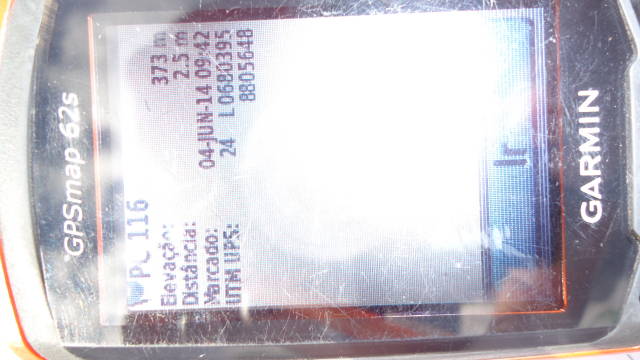 GPSmap 62s
PC 116
Elevação: 373 m
Distância: 2.5 m
Marcado: 04-JUN-14 09:42
UTM UPS: 24 L 0680395
8805648
Ir
GARMIN